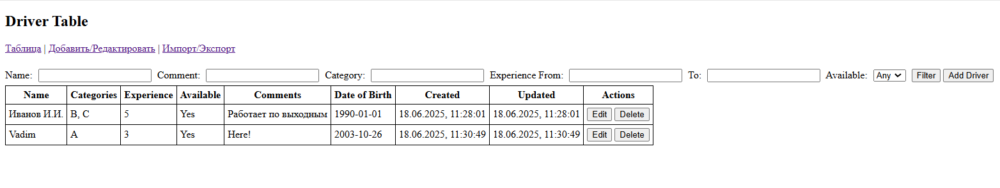 Driver Table
Таблица | Добавить/Редактировать | Импорт/Экспорт
Name: Comment: Category: Experience From: To: Available: Any Filter Add Driver
Name Categories Experience Available Comments Date of Birth Created Updated Actions
Иванов И.И. B, C 5 Yes Работает по выходным 1990-01-01 18.06.2025, 11:28:01 18.06.2025, 11:28:01 Edit Delete
Vadim A 3 Yes Here! 2003-10-26 18.06.2025, 11:30:49 18.06.2025, 11:30:49 Edit Delete